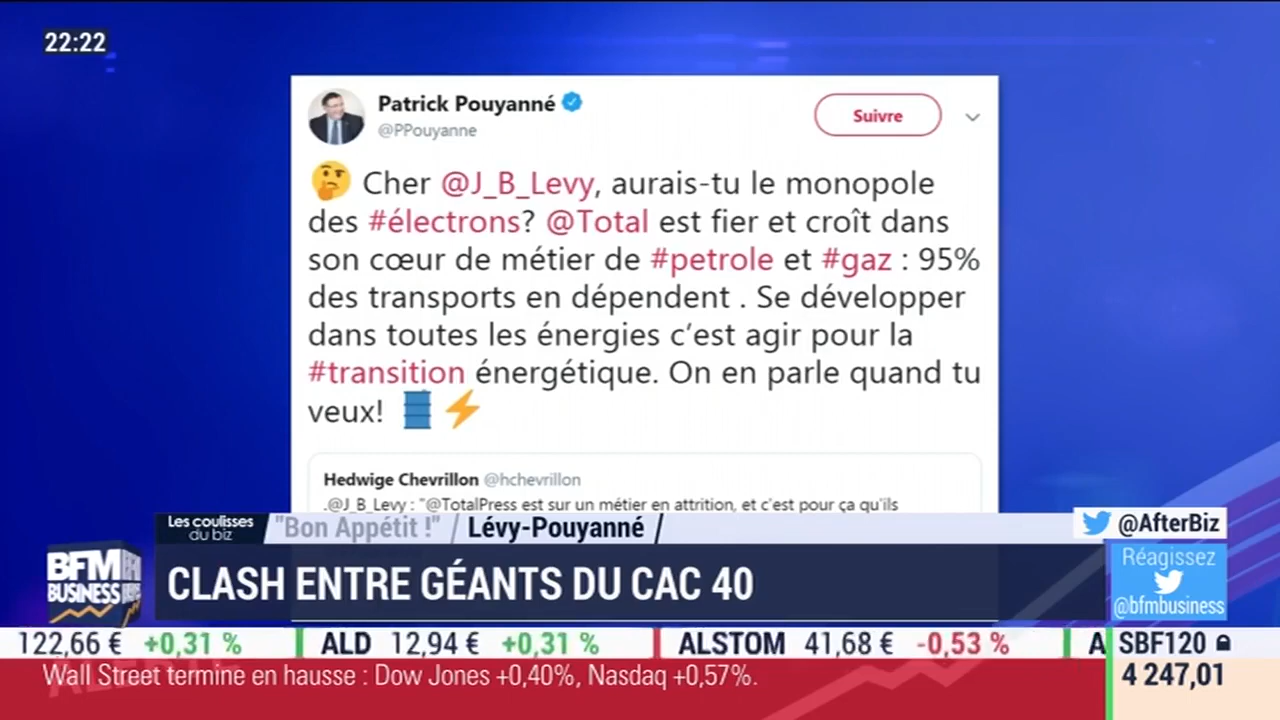 22:22
Patrick Pouyanné
@PPouyanne
Suivre
🤔 Cher @J_B_Levy, aurais-tu le monopole
des #électrons? @Total est fier et croît dans
son cœur de métier de #petrole et #gaz : 95%
des transports en dépendent . Se développer
dans toutes les énergies c’est agir pour la
#transition énergétique. On en parle quand tu
veux! 🛢️⚡
Hedwige Chevrillon @hchevrillon
.@J_B_Levy : "@TotalPress est sur un métier en attrition, et c'est pour ça qu'ils
Les coulisses
du biz
"Bon Appétit !" / Lévy-Pouyanné /
@AfterBiz
BFM
BUSINESS
CLASH ENTRE GÉANTS DU CAC 40
Réagissez
@bfmbusiness
122,66 € +0,31 % ALD 12,94 € +0,31 % ALSTOM 41,68 € -0,53 % A
SBF120
4 247,01
Wall Street termine en hausse : Dow Jones +0,40%, Nasdaq +0,57%.